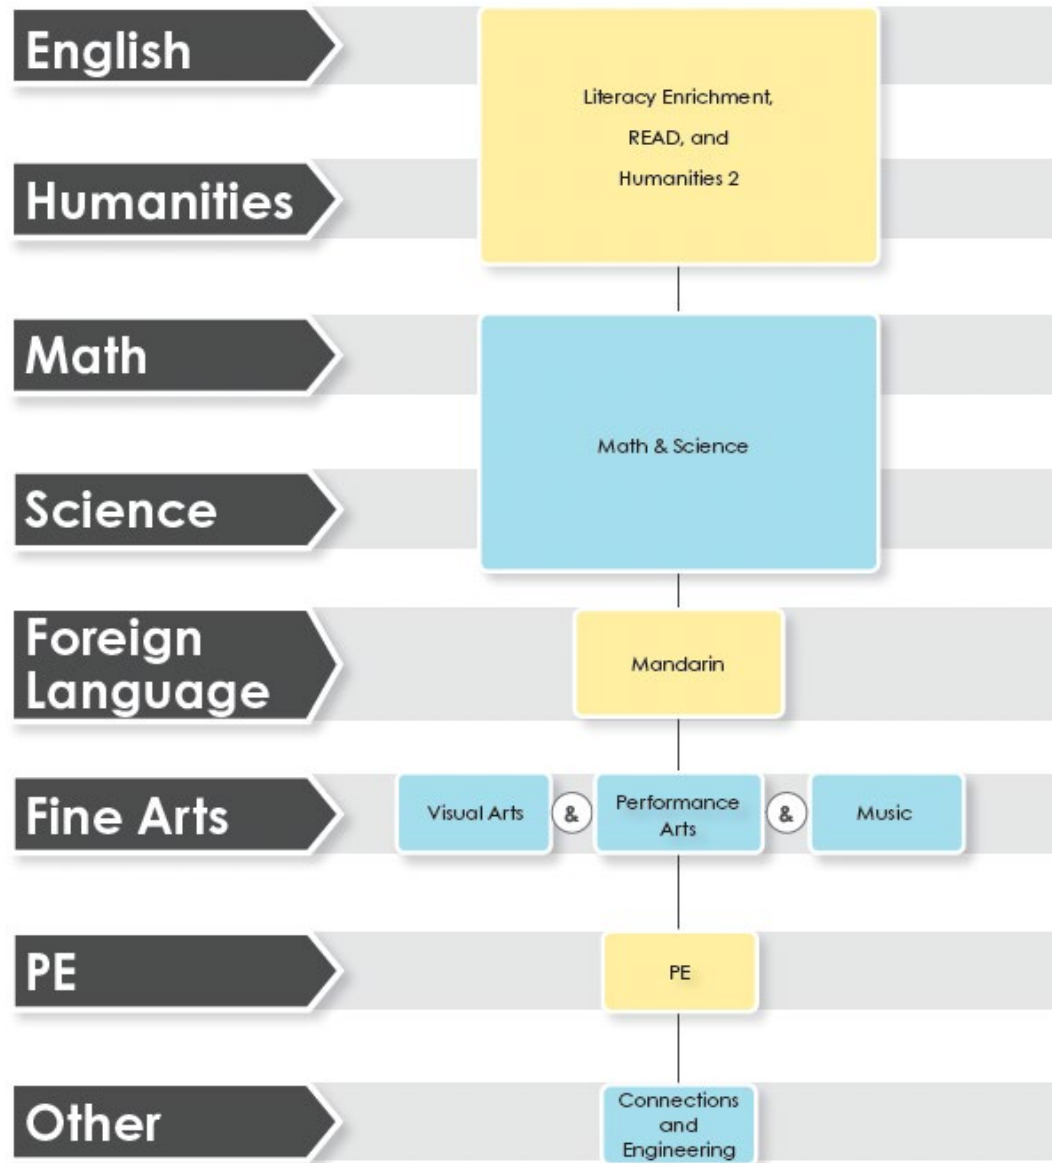 English
Literacy Enrichment,
READ, and
Humanities 2
Humanities
Math
Math & Science
Science
Foreign
Language
Mandarin
Fine Arts
Visual Arts
&
Performance
Arts
&
Music
PE
PE
Other
Connections
and
Engineering